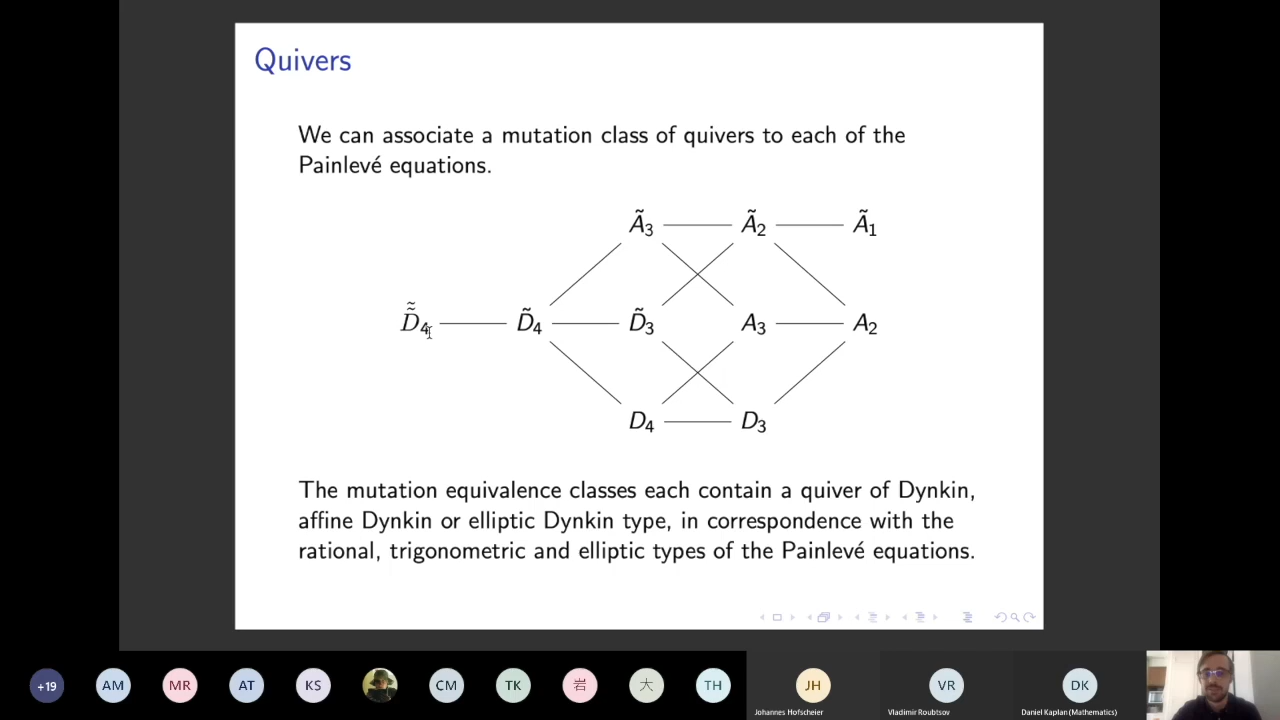 Quivers
We can associate a mutation class of quivers to each of the
Painlevé equations.
Ã₃ Ã₂ Ã₁
D̃̃₄ D̃₄ D̃₃ A₃ A₂
D₄ D₃
The mutation equivalence classes each contain a quiver of Dynkin,
affine Dynkin or elliptic Dynkin type, in correspondence with the
rational, trigonometric and elliptic types of the Painlevé equations.
+19 AM MR AT KS CM TK 岩 大 TH JH VR DK
Johannes Hofscheier Vladimir Roubtsov Daniel Kaplan (Mathematics)